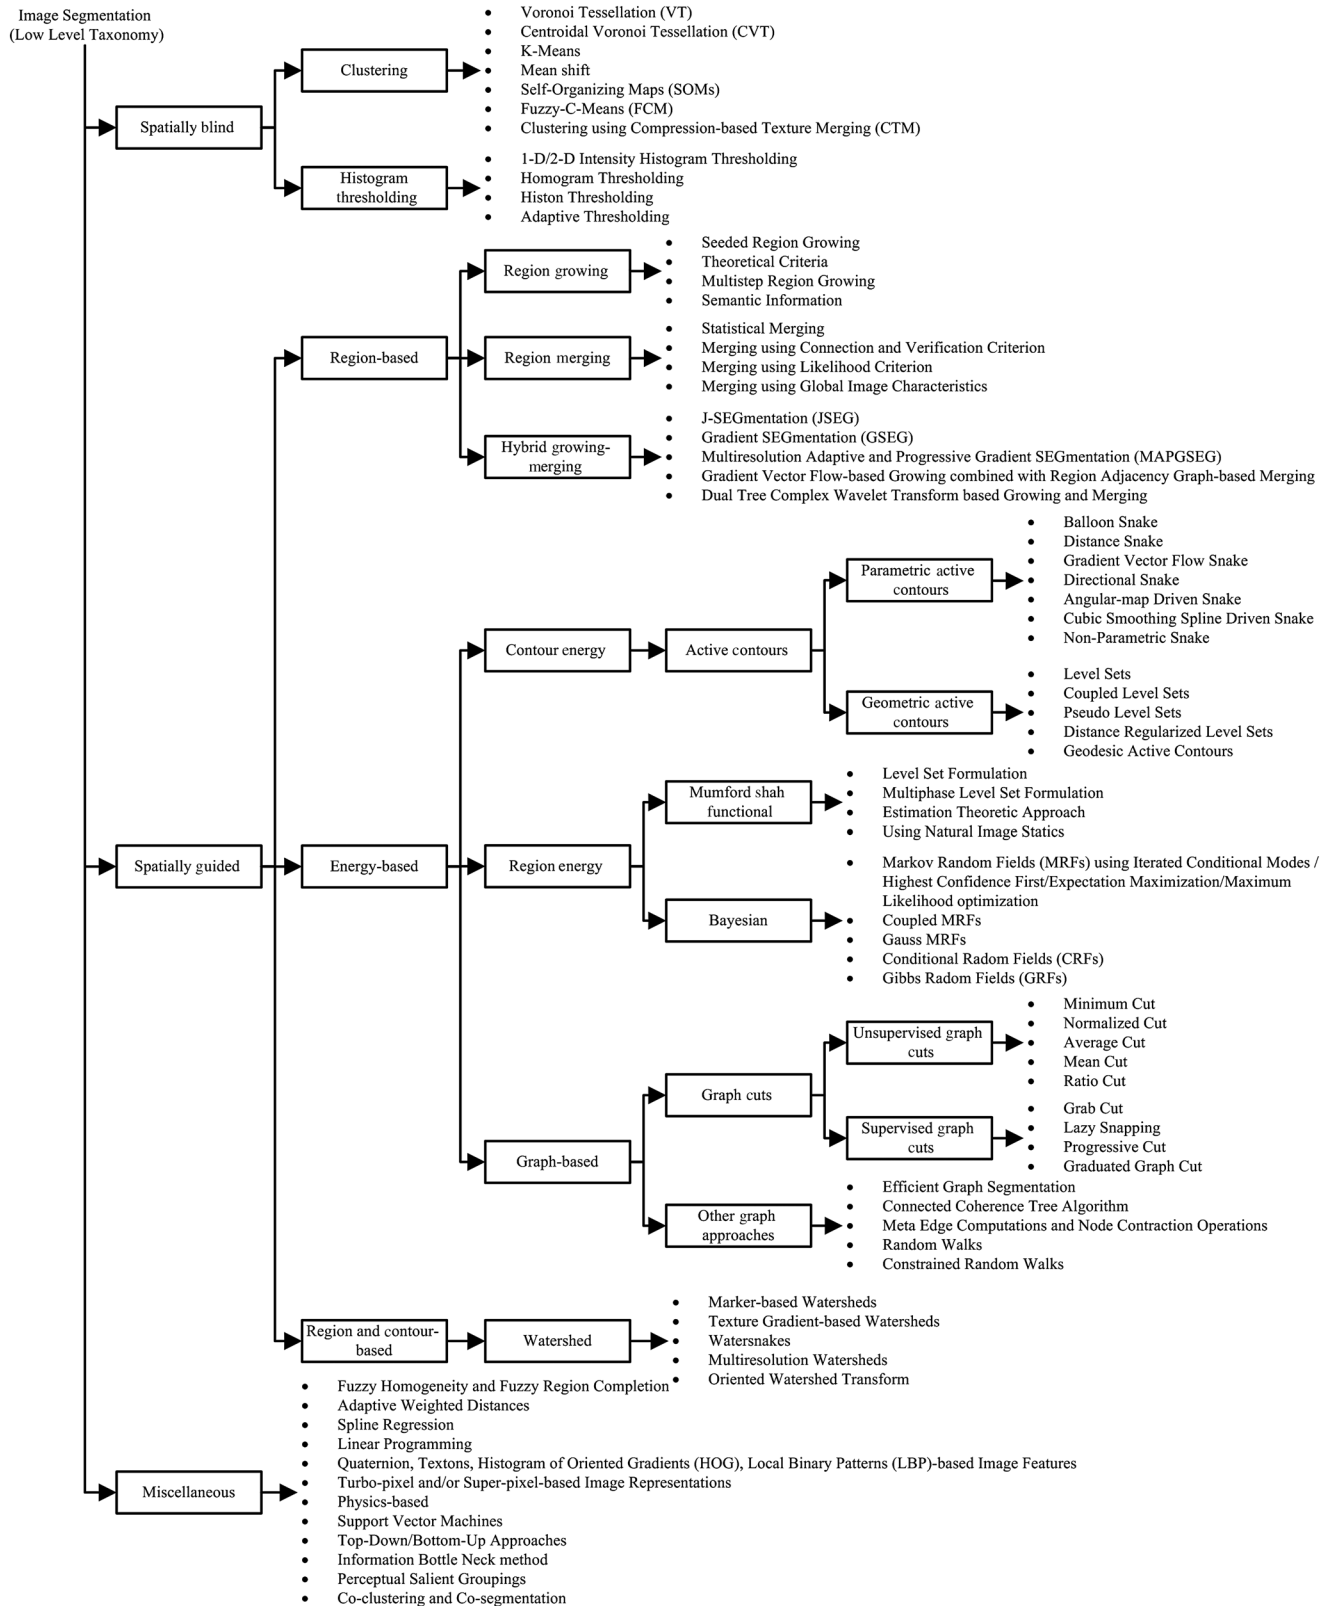 Image Segmentation
(Low Level Taxonomy)
Spatially blind
Clustering
• Voronoi Tessellation (VT)
• Centroidal Voronoi Tessellation (CVT)
• K-Means
• Mean shift
• Self-Organizing Maps (SOMs)
• Fuzzy-C-Means (FCM)
• Clustering using Compression-based Texture Merging (CTM)
Histogram
thresholding
• 1-D/2-D Intensity Histogram Thresholding
• Homogram Thresholding
• Histon Thresholding
• Adaptive Thresholding
Spatially guided
Region-based
Region growing
• Seeded Region Growing
• Theoretical Criteria
• Multistep Region Growing
• Semantic Information
Region merging
• Statistical Merging
• Merging using Connection and Verification Criterion
• Merging using Likelihood Criterion
• Merging using Global Image Characteristics
Hybrid growing-
merging
• J-SEGmentation (JSEG)
• Gradient SEGmentation (GSEG)
• Multiresolution Adaptive and Progressive Gradient SEGmentation (MAPGSEG)
• Gradient Vector Flow-based Growing combined with Region Adjacency Graph-based Merging
• Dual Tree Complex Wavelet Transform based Growing and Merging
Energy-based
Contour energy
Active contours
Parametric active
contours
• Balloon Snake
• Distance Snake
• Gradient Vector Flow Snake
• Directional Snake
• Angular-map Driven Snake
• Cubic Smoothing Spline Driven Snake
• Non-Parametric Snake
Geometric active
contours
• Level Sets
• Coupled Level Sets
• Pseudo Level Sets
• Distance Regularized Level Sets
• Geodesic Active Contours
Region energy
Mumford shah
functional
• Level Set Formulation
• Multiphase Level Set Formulation
• Estimation Theoretic Approach
• Using Natural Image Statics
Bayesian
• Markov Random Fields (MRFs) using Iterated Conditional Modes /
Highest Confidence First/Expectation Maximization/Maximum
Likelihood optimization
• Coupled MRFs
• Gauss MRFs
• Conditional Radom Fields (CRFs)
• Gibbs Radom Fields (GRFs)
Graph-based
Graph cuts
Unsupervised graph
cuts
• Minimum Cut
• Normalized Cut
• Average Cut
• Mean Cut
• Ratio Cut
Supervised graph
cuts
• Grab Cut
• Lazy Snapping
• Progressive Cut
• Graduated Graph Cut
Other graph
approaches
• Efficient Graph Segmentation
• Connected Coherence Tree Algorithm
• Meta Edge Computations and Node Contraction Operations
• Random Walks
• Constrained Random Walks
Region and contour-
based
Watershed
• Marker-based Watersheds
• Texture Gradient-based Watersheds
• Watersnakes
• Multiresolution Watersheds
• Oriented Watershed Transform
Miscellaneous
• Fuzzy Homogeneity and Fuzzy Region Completion
• Adaptive Weighted Distances
• Spline Regression
• Linear Programming
• Quaternion, Textons, Histogram of Oriented Gradients (HOG), Local Binary Patterns (LBP)-based Image Features
• Turbo-pixel and/or Super-pixel-based Image Representations
• Physics-based
• Support Vector Machines
• Top-Down/Bottom-Up Approaches
• Information Bottle Neck method
• Perceptual Salient Groupings
• Co-clustering and Co-segmentation